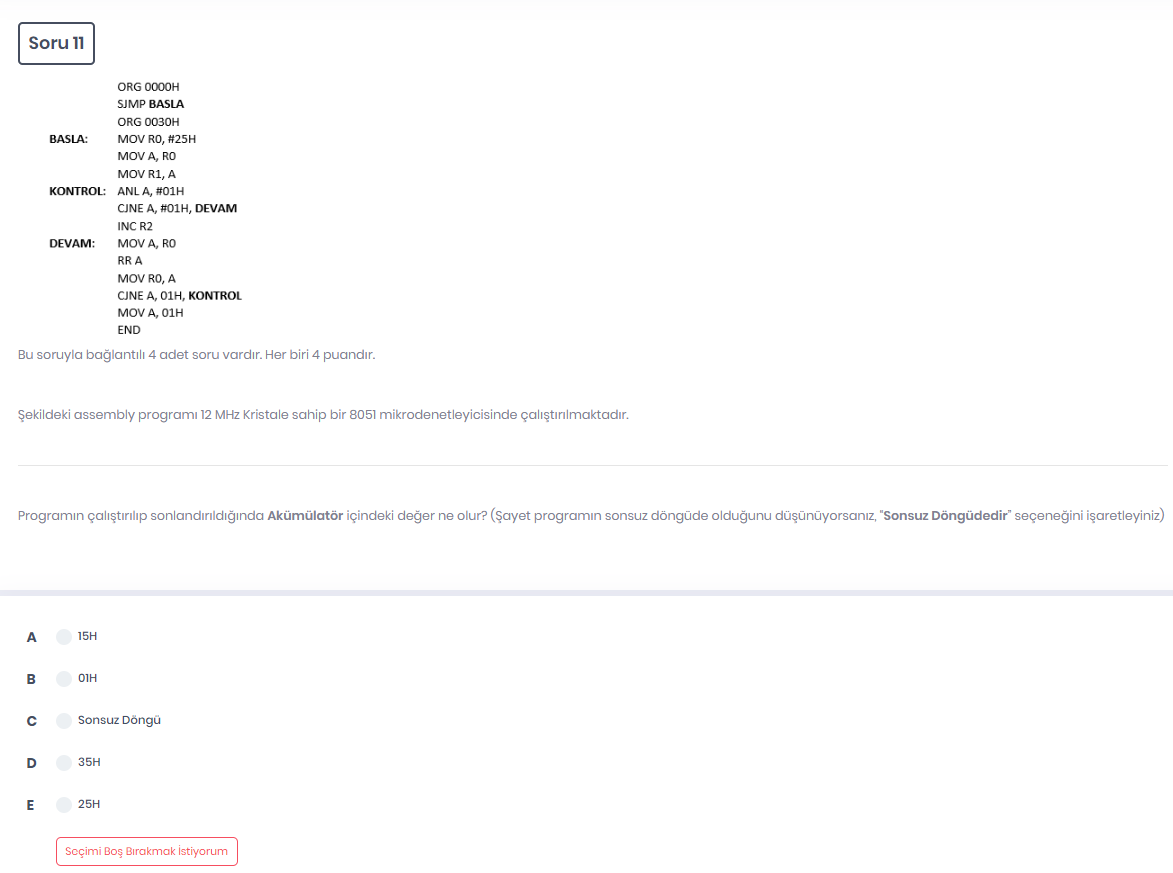 Soru 11
ORG 0000H
SJMP BASLA
ORG 0030H
BASLA: MOV R0, #25H
MOV A, R0
MOV R1, A
KONTROL: ANL A, #01H
CJNE A, #01H, DEVAM
INC R2
DEVAM: MOV A, R0
RR A
MOV R0, A
CJNE A, 01H, KONTROL
MOV A, 01H
END
Bu soruyla bağlantılı 4 adet soru vardır. Her biri 4 puandır.
Şekildeki assembly programı 12 MHz Kristale sahip bir 8051 mikrodenetleyicisinde çalıştırılmaktadır.
Programın çalıştırılıp sonlandırıldığında Akümülatör içindeki değer ne olur? (Şayet programın sonsuz döngüde olduğunu düşünüyorsanız, "Sonsuz Döngüdedir" seçeneğini işaretleyiniz)
A 15H
B 01H
C Sonsuz Döngü
D 35H
E 25H
Seçimi Boş Bırakmak İstiyorum